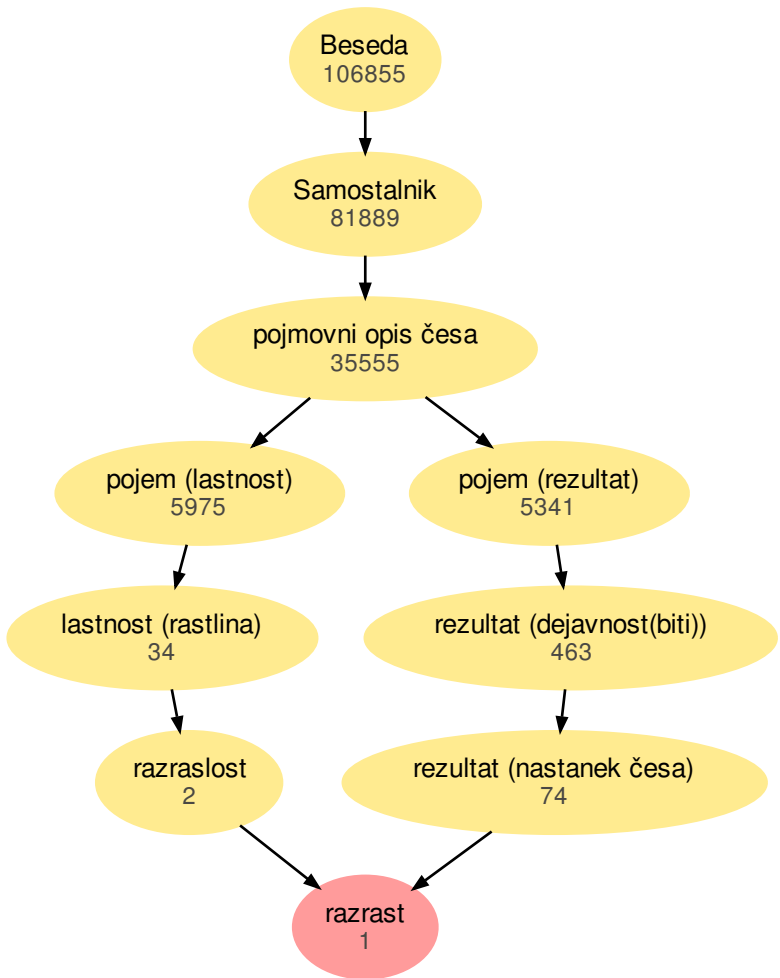 Beseda
106855
Samostalnik
81889
pojmovni opis česa
35555
pojem (lastnost)
5975
pojem (rezultat)
5341
lastnost (rastlina)
34
rezultat (dejavnost(biti))
463
razraslost
2
rezultat (nastanek česa)
74
razrast
1